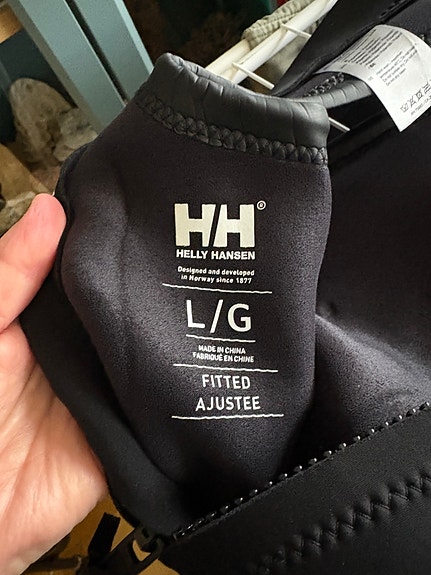 HH®
HELLY HANSEN
Designed and developed
in Norway since 1877
L/G
MADE IN CHINA
FABRIQUÉ EN CHINE
FITTED
AJUSTEE